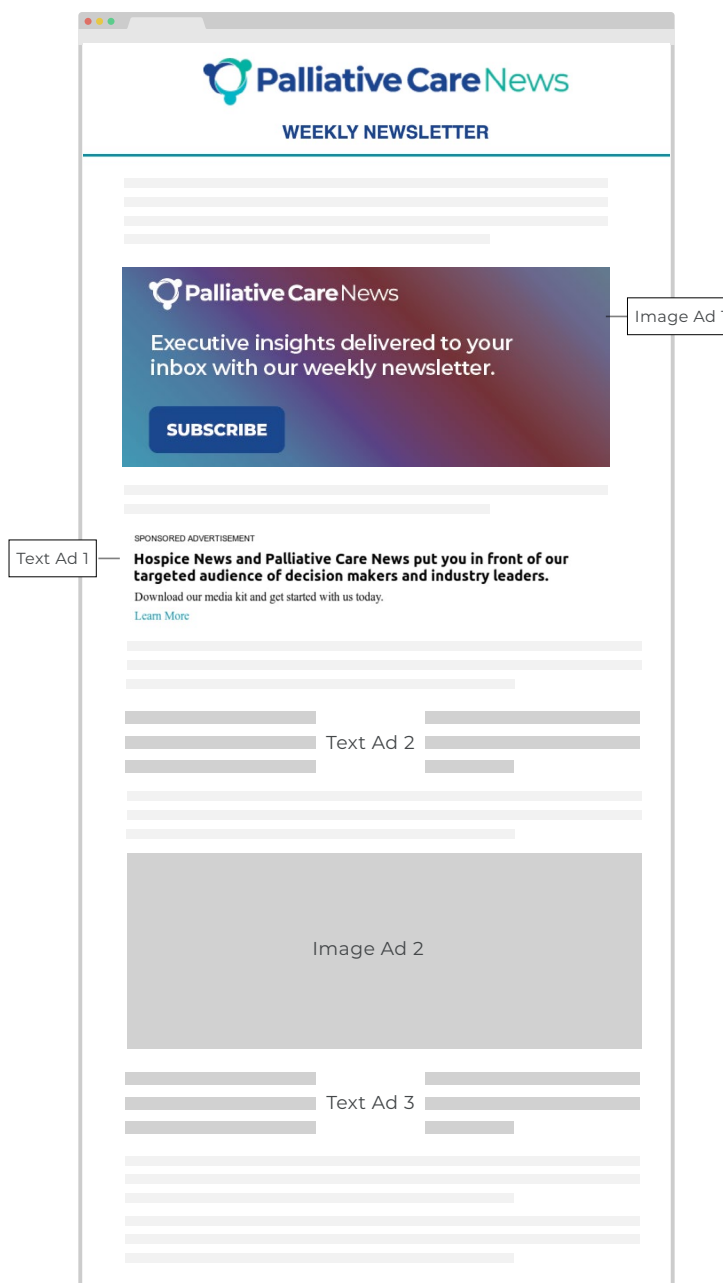 Palliative Care News
WEEKLY NEWSLETTER
Palliative Care News
Executive insights delivered to your
inbox with our weekly newsletter.
SUBSCRIBE
Image Ad 1
Text Ad 1
SPONSORED ADVERTISEMENT
Hospice News and Palliative Care News put you in front of our
targeted audience of decision makers and industry leaders.
Download our media kit and get started with us today.
Learn More
Text Ad 2
Image Ad 2
Text Ad 3